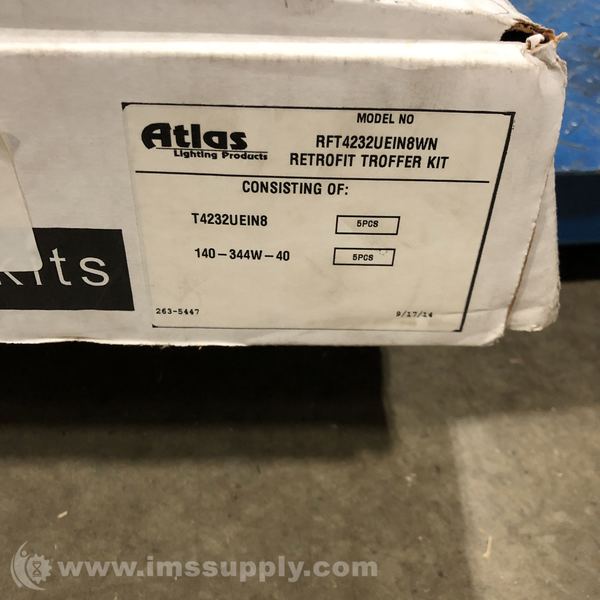 MODEL NO
Atlas
Lighting Products
RFT4232UEIN8WN
RETROFIT TROFFER KIT
CONSISTING OF:
T4232UEIN8 5PCS
140-344W-40 5PCS
kits
263-5447 9/17/14
www.imssupply.com